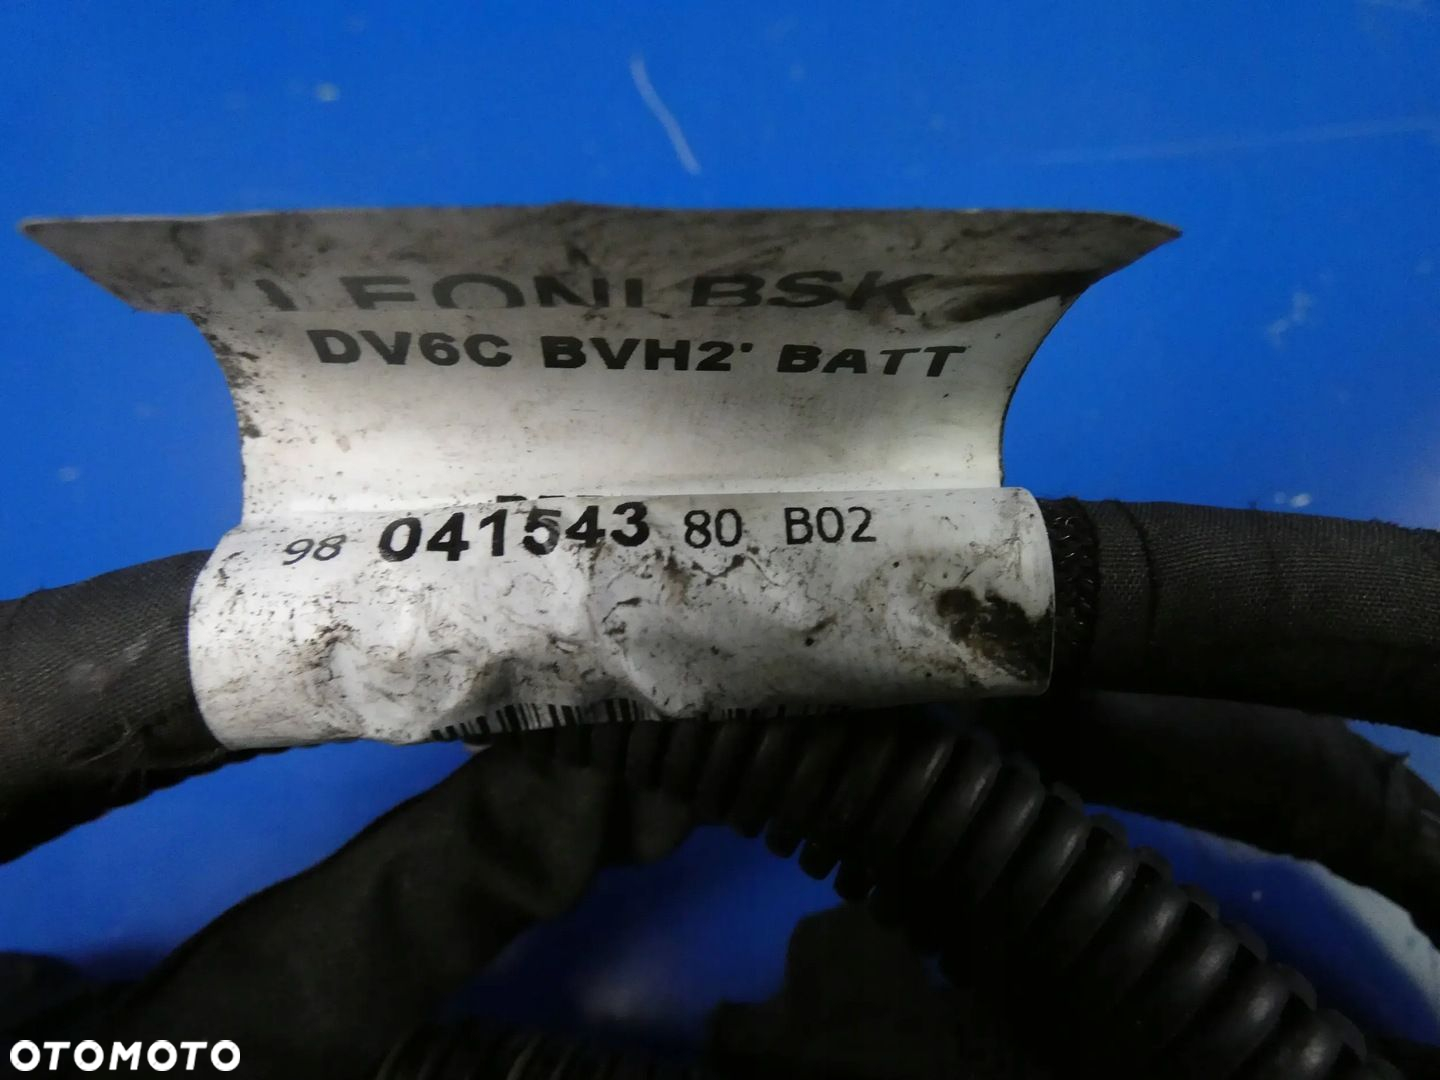 LEONI BSK
DV6C BVH2' BATT
98 041543 80 B02
OTOMOTO